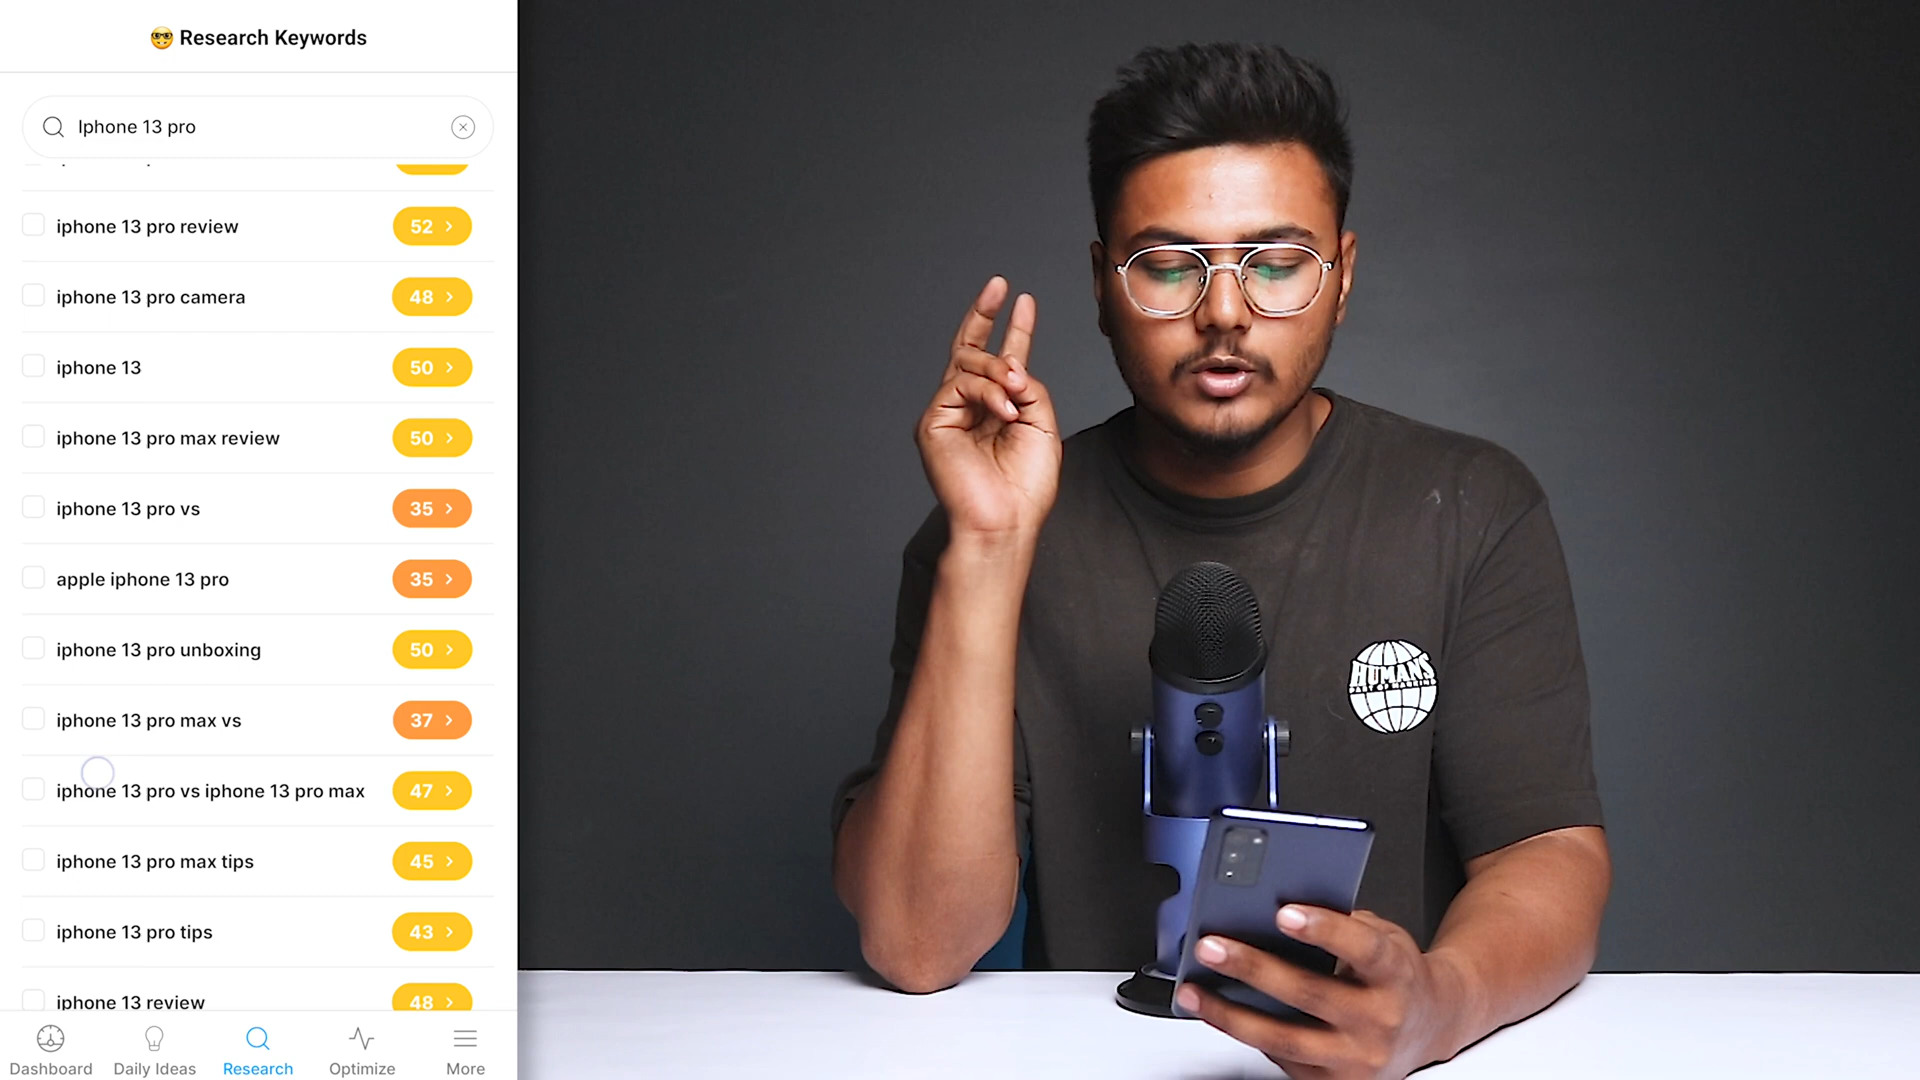 🤓 Research Keywords
Iphone 13 pro
iphone 13 pro review 52
iphone 13 pro camera 48
iphone 13 50
iphone 13 pro max review 50
iphone 13 pro vs 35
apple iphone 13 pro 35
iphone 13 pro unboxing 50
iphone 13 pro max vs 37
iphone 13 pro vs iphone 13 pro max 47
iphone 13 pro max tips 45
iphone 13 pro tips 43
iphone 13 review 48
Dashboard Daily Ideas Research Optimize More
HUMANS